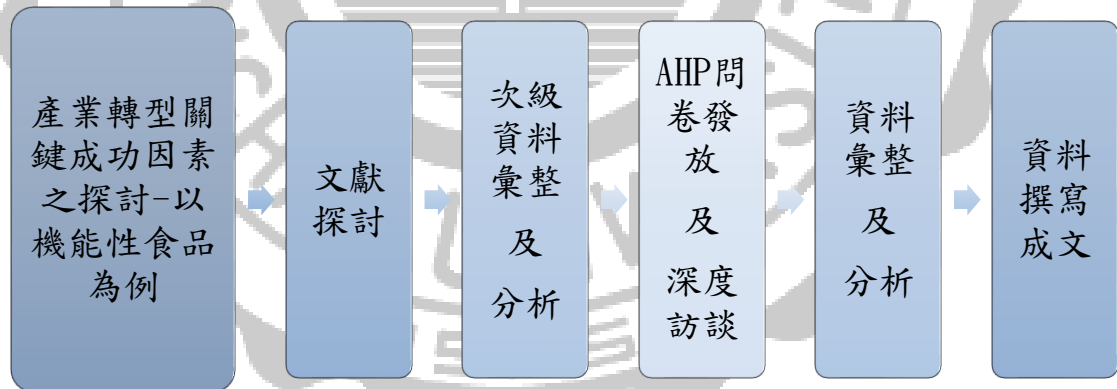 產業轉型關
鍵成功因素
之探討-以
機能性食品
為例
文獻
探討
次級
資料
彙整
及
分析
AHP問
卷發
放
及
深度
訪談
資料
彙整
及
分析
資料
撰寫
成文